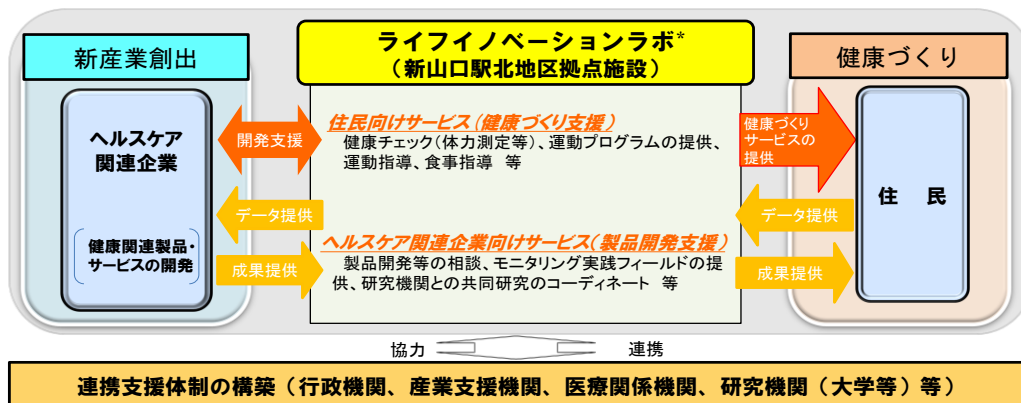 新産業創出
ヘルスケア
関連企業
健康関連製品・
サービスの開発
開発支援
データ提供
成果提供
ライフイノベーションラボ*
(新山口駅北地区拠点施設)
住民向けサービス(健康づくり支援)
健康チェック(体力測定等)、運動プログラムの提供、
運動指導、食事指導 等
ヘルスケア関連企業向けサービス(製品開発支援)
製品開発等の相談、モニタリング実践フィールドの提
供、研究機関との共同研究のコーディネート 等
健康づくり
サービスの
提供
データ提供
成果提供
健康づくり
住 民
協力 連携
連携支援体制の構築(行政機関、産業支援機関、医療関係機関、研究機関(大学等)等)